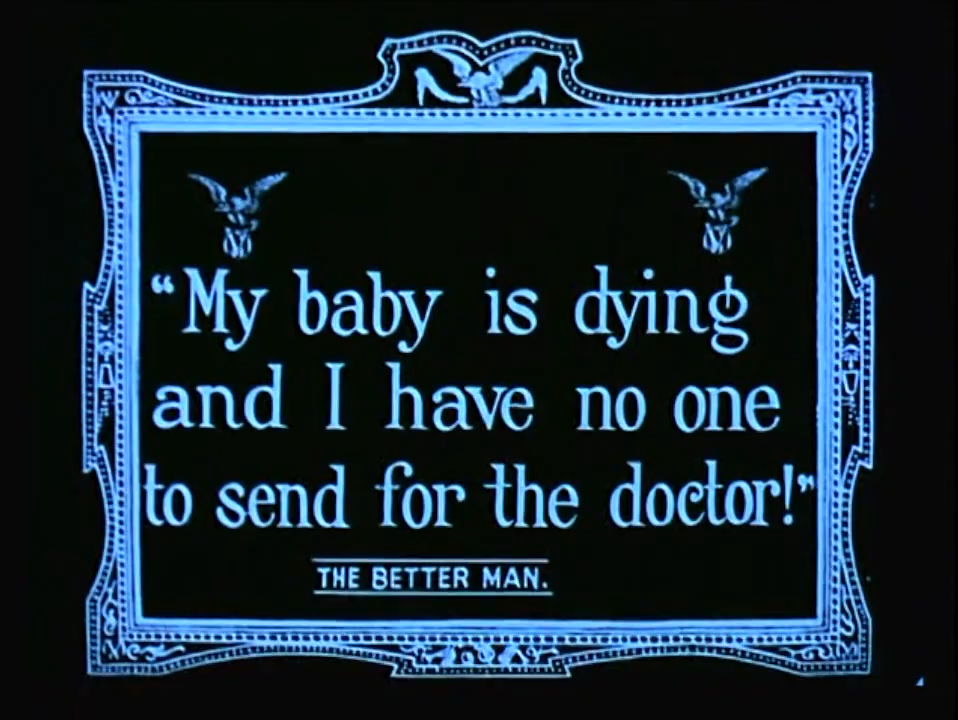 “My baby is dying
and I have no one
to send for the doctor!”
THE BETTER MAN.